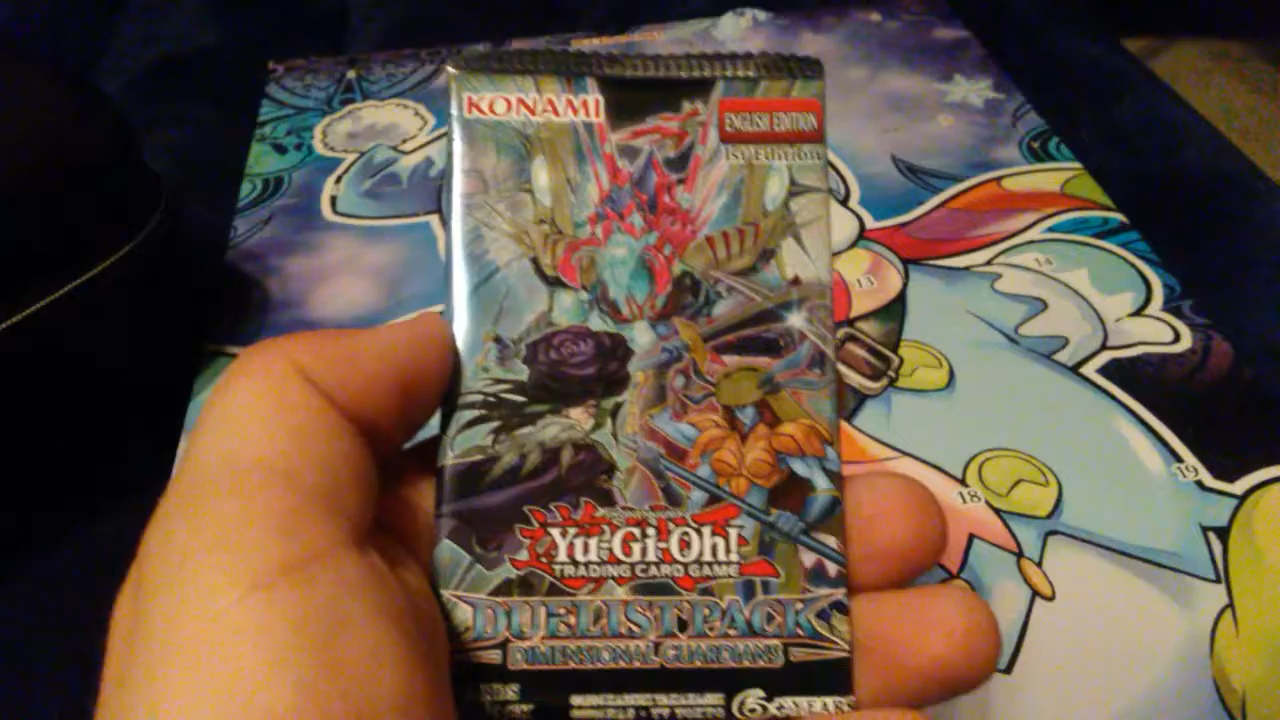 KONAMI
ENGLISH EDITION
1st Edition
13
14
18
19
Yu-Gi-Oh!
TRADING CARD GAME
DUELIST PACK
DIMENSIONAL GUARDIANS